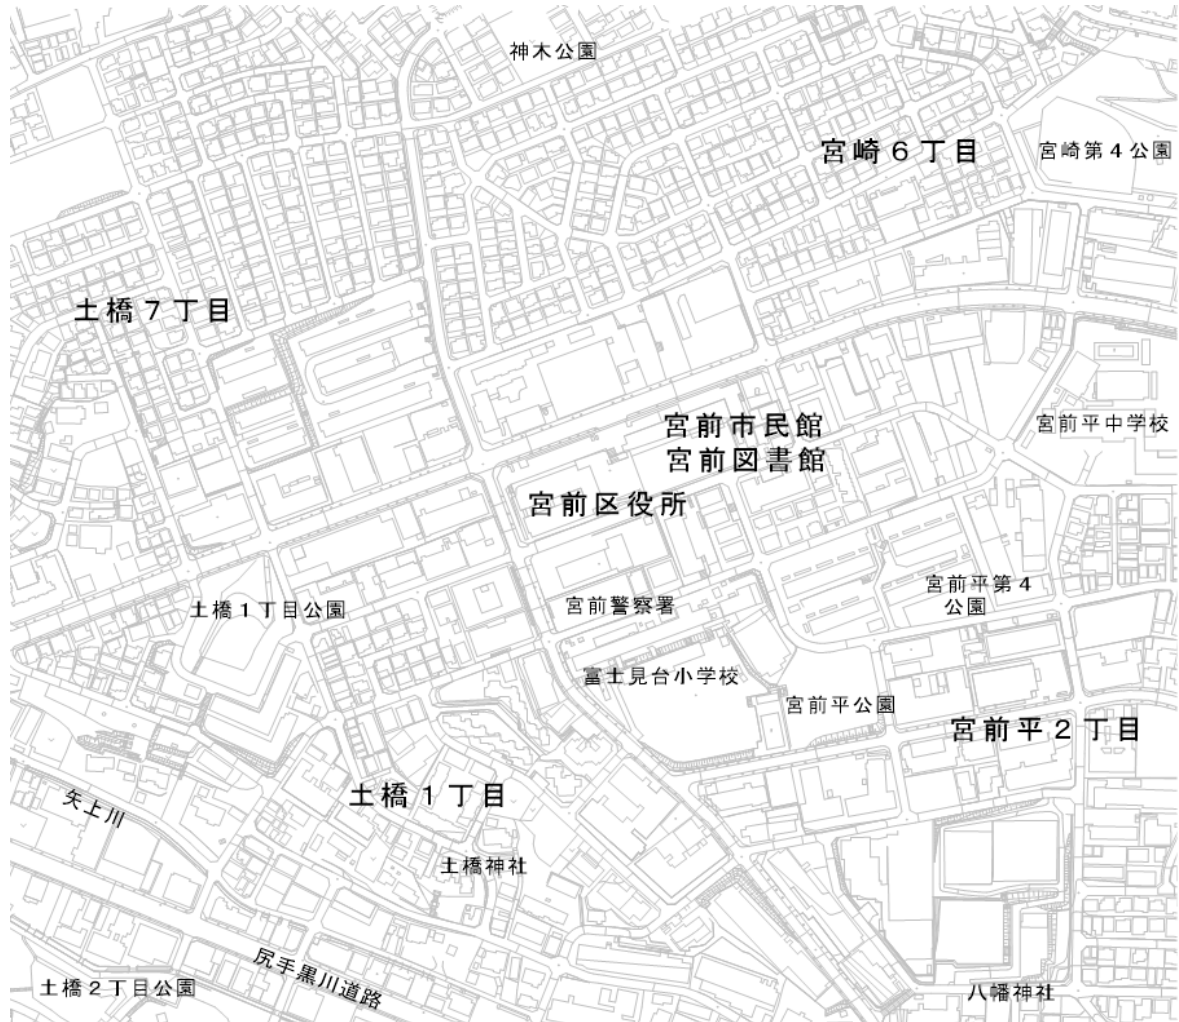 神木公園
宮崎６丁目
宮崎第４公園
土橋７丁目
宮前市民館
宮前図書館
宮前平中学校
宮前区役所
宮前平第４
公園
宮前警察署
土橋１丁目公園
富士見台小学校
宮前平公園
宮前平２丁目
土橋１丁目
矢上川
土橋神社
尻手黒川道路
土橋２丁目公園
八幡神社